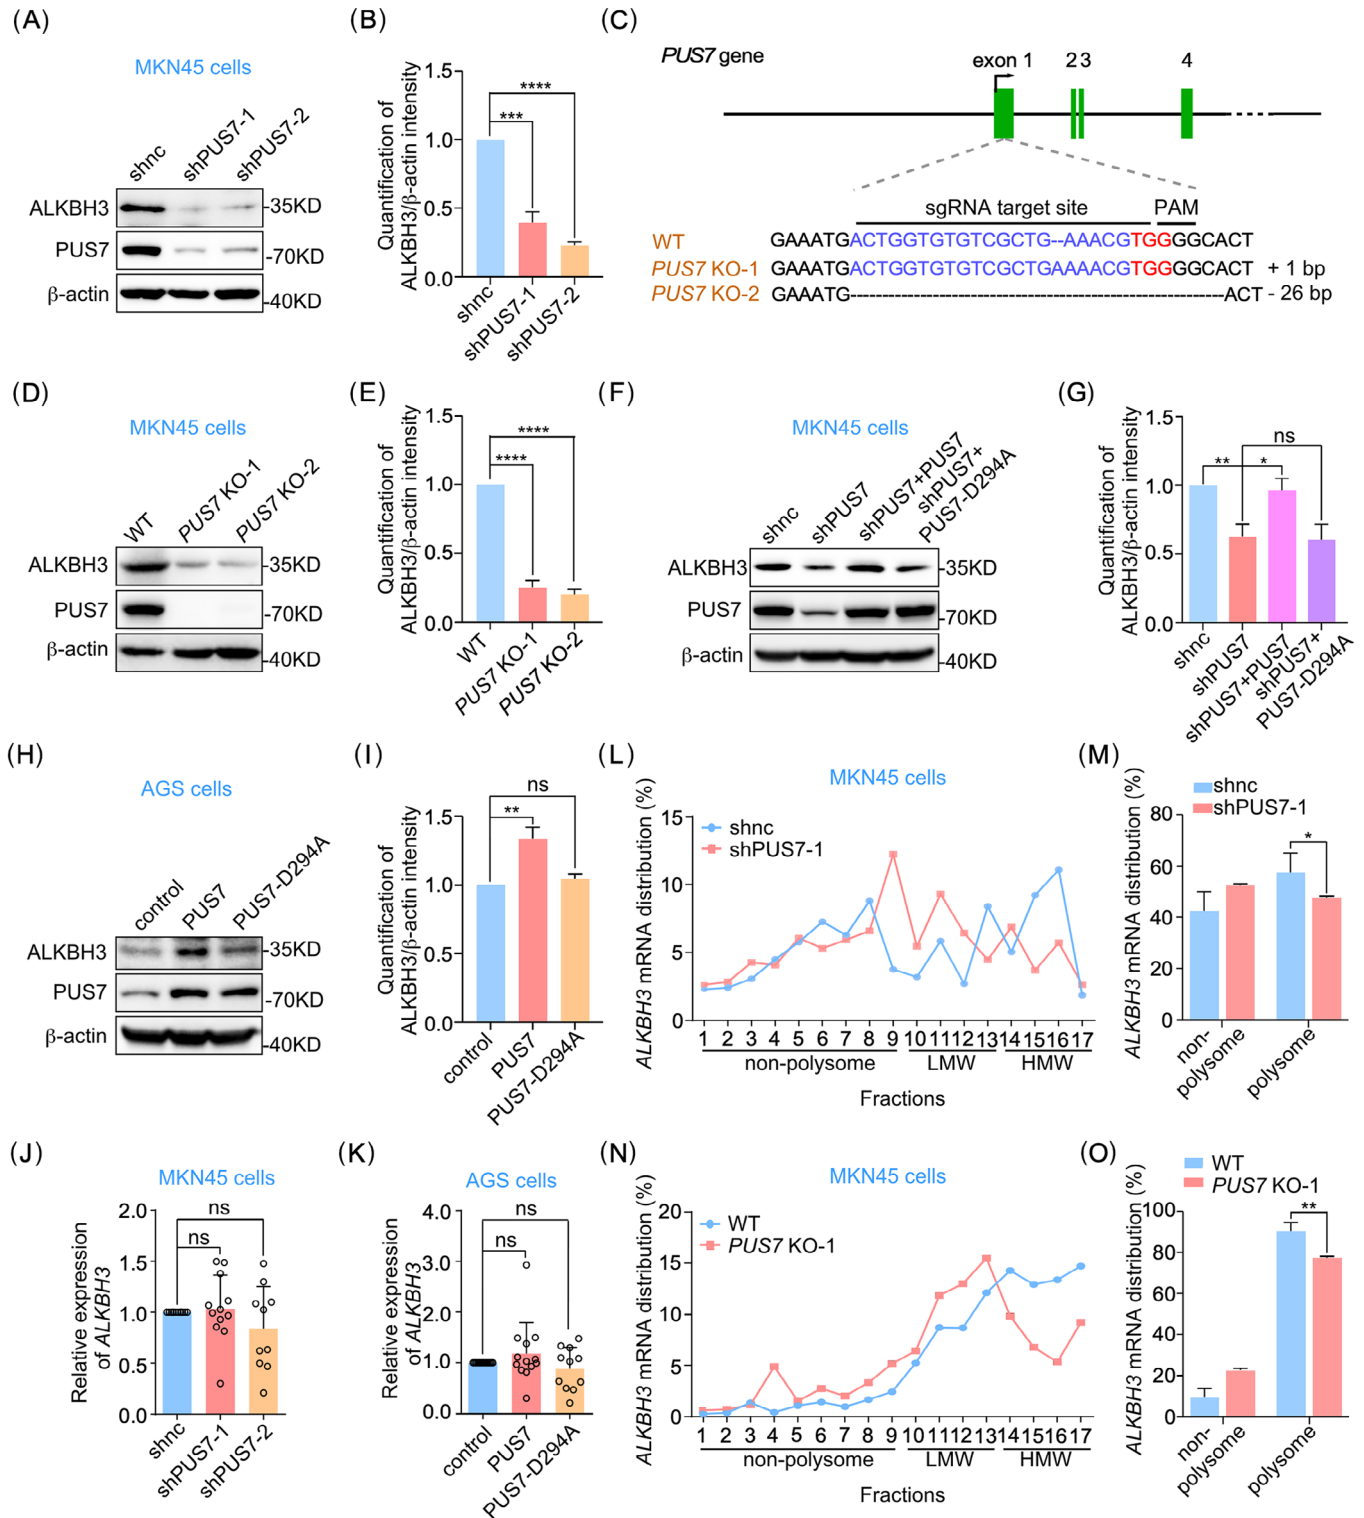 (A)
MKN45 cells
shnc
shPUS7-1
shPUS7-2
ALKBH3
-35KD
PUS7
-70KD
β-actin
-40KD
(B)
Quantification of
ALKBH3/β-actin intensity
1.5
1.0
0.5
0.0
***
****
shnc
shPUS7-1
shPUS7-2
(C)
PUS7 gene
exon 1
2 3
4
sgRNA target site
PAM
WT
GAAATGACTGGTGTGTCGCTG--AAACGTGGGGCACT
PUS7 KO-1
GAAATGACTGGTGTGTCGCTGAAAACGTGGGGCACT
+ 1 bp
PUS7 KO-2
GAAATG-----------------------------------------------------ACT
- 26 bp
(D)
MKN45 cells
WT
PUS7 KO-1
PUS7 KO-2
ALKBH3
-35KD
PUS7
-70KD
β-actin
-40KD
(E)
Quantification of
ALKBH3/β-actin intensity
1.5
1.0
0.5
0.0
****
****
WT
PUS7 KO-1
PUS7 KO-2
(F)
MKN45 cells
shnc
shPUS7
shPUS7+PUS7
shPUS7+
PUS7-D294A
ALKBH3
-35KD
PUS7
-70KD
β-actin
-40KD
(G)
Quantification of
ALKBH3/β-actin intensity
1.5
1.0
0.5
0.0
**
*
ns
shnc
shPUS7
shPUS7+PUS7
shPUS7+
PUS7-D294A
(H)
AGS cells
control
PUS7
PUS7-D294A
ALKBH3
-35KD
PUS7
-70KD
β-actin
-40KD
(I)
Quantification of
ALKBH3/β-actin intensity
1.5
1.0
0.5
0.0
**
ns
control
PUS7
PUS7-D294A
(L)
MKN45 cells
ALKBH3 mRNA distribution (%)
15
10
5
0
shnc
shPUS7-1
1 2 3 4 5 6 7 8 9 10 11 12 13 14 15 16 17
non-polysome
LMW
HMW
Fractions
(M)
shnc
shPUS7-1
ALKBH3 mRNA distribution (%)
80
60
40
20
0
*
non-
polysome
polysome
(J)
MKN45 cells
Relative expression
of ALKBH3
2.0
1.5
1.0
0.5
0.0
ns
ns
shnc
shPUS7-1
shPUS7-2
(K)
AGS cells
Relative expression
of ALKBH3
4.0
3.0
2.0
1.0
0.0
ns
ns
control
PUS7
PUS7-D294A
(N)
MKN45 cells
ALKBH3 mRNA distribution (%)
20
15
10
5
0
WT
PUS7 KO-1
1 2 3 4 5 6 7 8 9 10 11 12 13 14 15 16 17
non-polysome
LMW
HMW
Fractions
(O)
WT
PUS7 KO-1
ALKBH3 mRNA distribution (%)
100
80
60
40
20
0
**
non-
polysome
polysome